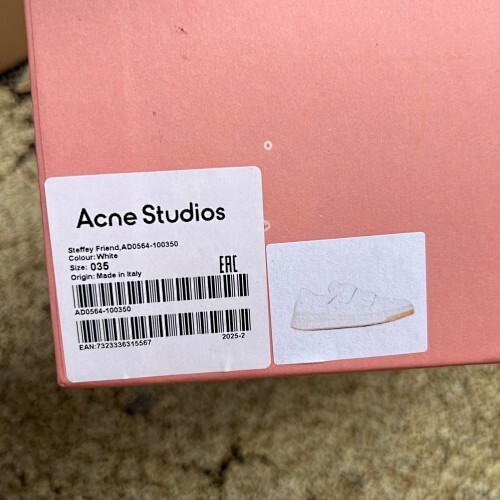 Acne Studios
Steffey Friend,AD0564-100350
Colour: White
Size: 035
Origin: Made in Italy
EAC
AD0564-100350
EAN:7323336315567
2025-2